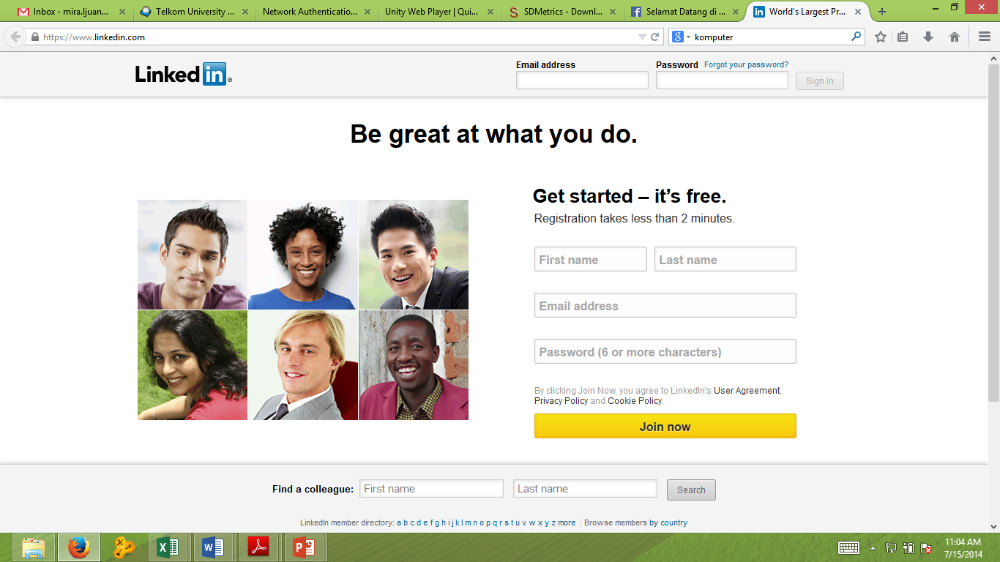 Inbox - mira.ljuan...
Telkom University ...
Network Authenticatio...
Unity Web Player | Qui...
SDMetrics - Downl...
Selamat Datang di ...
World's Largest Pr...
https://www.linkedin.com
komputer
Linked in
Email address
Password Forgot your password?
Sign In
Be great at what you do.
Get started – it's free.
Registration takes less than 2 minutes.
First name
Last name
Email address
Password (6 or more characters)
By clicking Join Now, you agree to LinkedIn's User Agreement,
Privacy Policy and Cookie Policy.
Join now
Find a colleague: First name Last name Search
LinkedIn member directory: a b c d e f g h i j k l m n o p q r s t u v w x y z more Browse members by country
11:04 AM
7/15/2014